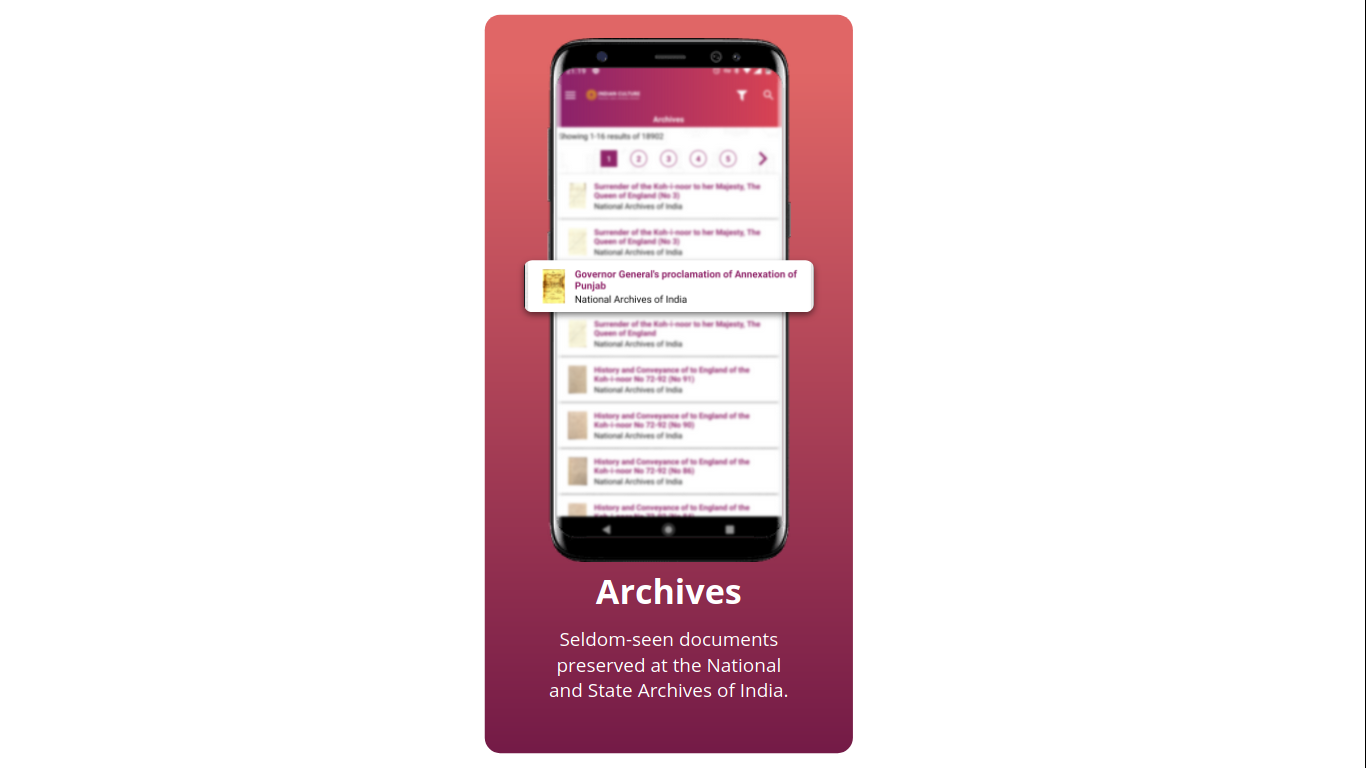 INDIAN CULTURE
Archives
Showing 1-16 results of 18902
1 2 3 4 5
Surrender of the Koh-i-noor to her Majesty, The
Queen of England (No 3)
National Archives of India
Surrender of the Koh-i-noor to her Majesty, The
Queen of England (No 3)
National Archives of India
Governor General's proclamation of Annexation of
Punjab
National Archives of India
Surrender of the Koh-i-noor to her Majesty, The
Queen of England
National Archives of India
History and Conveyance of to England of the
Koh-i-noor No 72-92 (No 91)
National Archives of India
History and Conveyance of to England of the
Koh-i-noor No 72-92 (No 90)
National Archives of India
History and Conveyance of to England of the
Koh-i-noor No 72-92 (No 86)
National Archives of India
History and Conveyance of to England of the
Archives
Seldom-seen documents
preserved at the National
and State Archives of India.